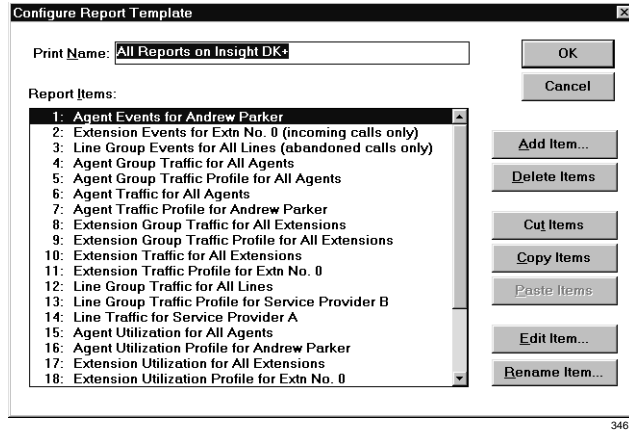 Configure Report Template
Print Name: All Reports on Insight DK+
OK
Cancel
Report Items:
1: Agent Events for Andrew Parker
2: Extension Events for Extn No. 0 (incoming calls only)
3: Line Group Events for All Lines (abandoned calls only)
4: Agent Group Traffic for All Agents
5: Agent Group Traffic Profile for All Agents
6: Agent Traffic for All Agents
7: Agent Traffic Profile for Andrew Parker
8: Extension Group Traffic for All Extensions
9: Extension Group Traffic Profile for All Extensions
10: Extension Traffic for All Extensions
11: Extension Traffic Profile for Extn No. 0
12: Line Group Traffic for All Lines
13: Line Group Traffic Profile for Service Provider B
14: Line Traffic for Service Provider A
15: Agent Utilization for All Agents
16: Agent Utilization Profile for Andrew Parker
17: Extension Utilization for All Extensions
18: Extension Utilization Profile for Extn No. 0
Add Item...
Delete Items
Cut Items
Copy Items
Paste Items
Edit Item...
Rename Item...
346